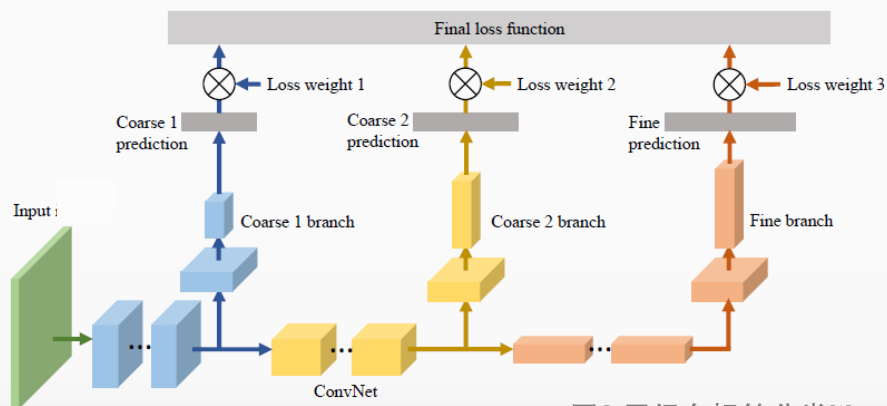 Final loss function
Loss weight 1
Loss weight 2
Loss weight 3
Coarse 1
prediction
Coarse 2
prediction
Fine
prediction
Input
Coarse 1 branch
Coarse 2 branch
Fine branch
ConvNet